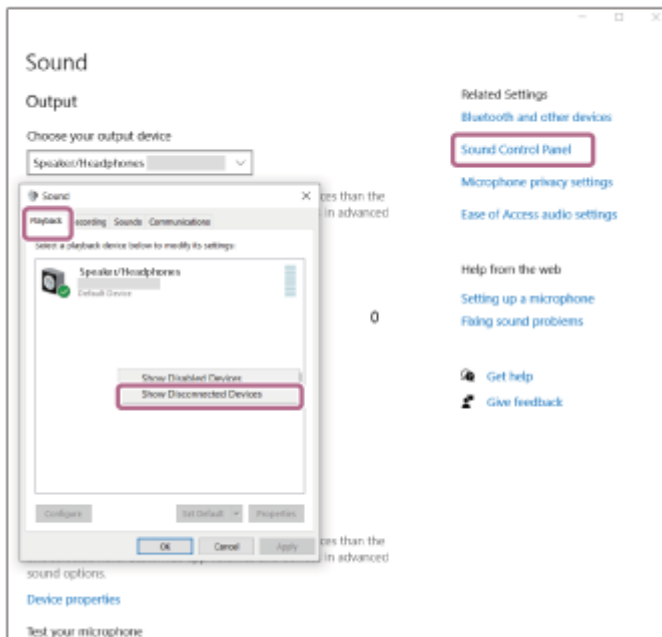 Sound
Output
Choose your output device
Speaker/Headphones
Sound
Playback Recording Sounds Communications
Select a playback device below to modify its settings:
Speaker/Headphones
Default Device
Show Disabled Devices
Show Disconnected Devices
Configure Set Default Properties
OK Cancel Apply
ces than the
in advanced
0
ces than the
in advanced
sound options.
Device properties
Test your microphone
Related Settings
Bluetooth and other devices
Sound Control Panel
Microphone privacy settings
Ease of Access audio settings
Help from the web
Setting up a microphone
Fixing sound problems
Get help
Give feedback